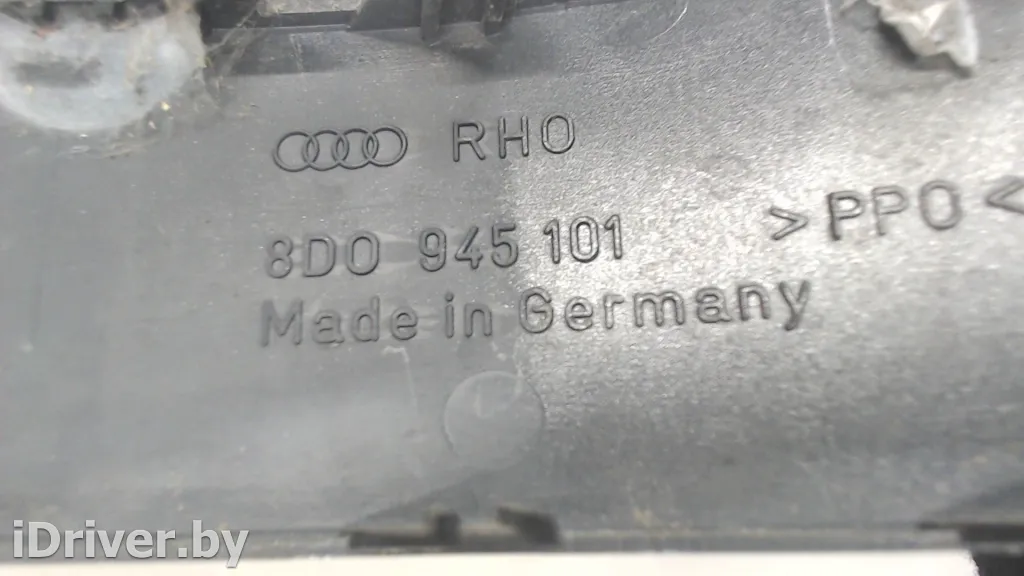 RHO
8D0 945 101
>PPO<
Made in Germany
iDriver.by